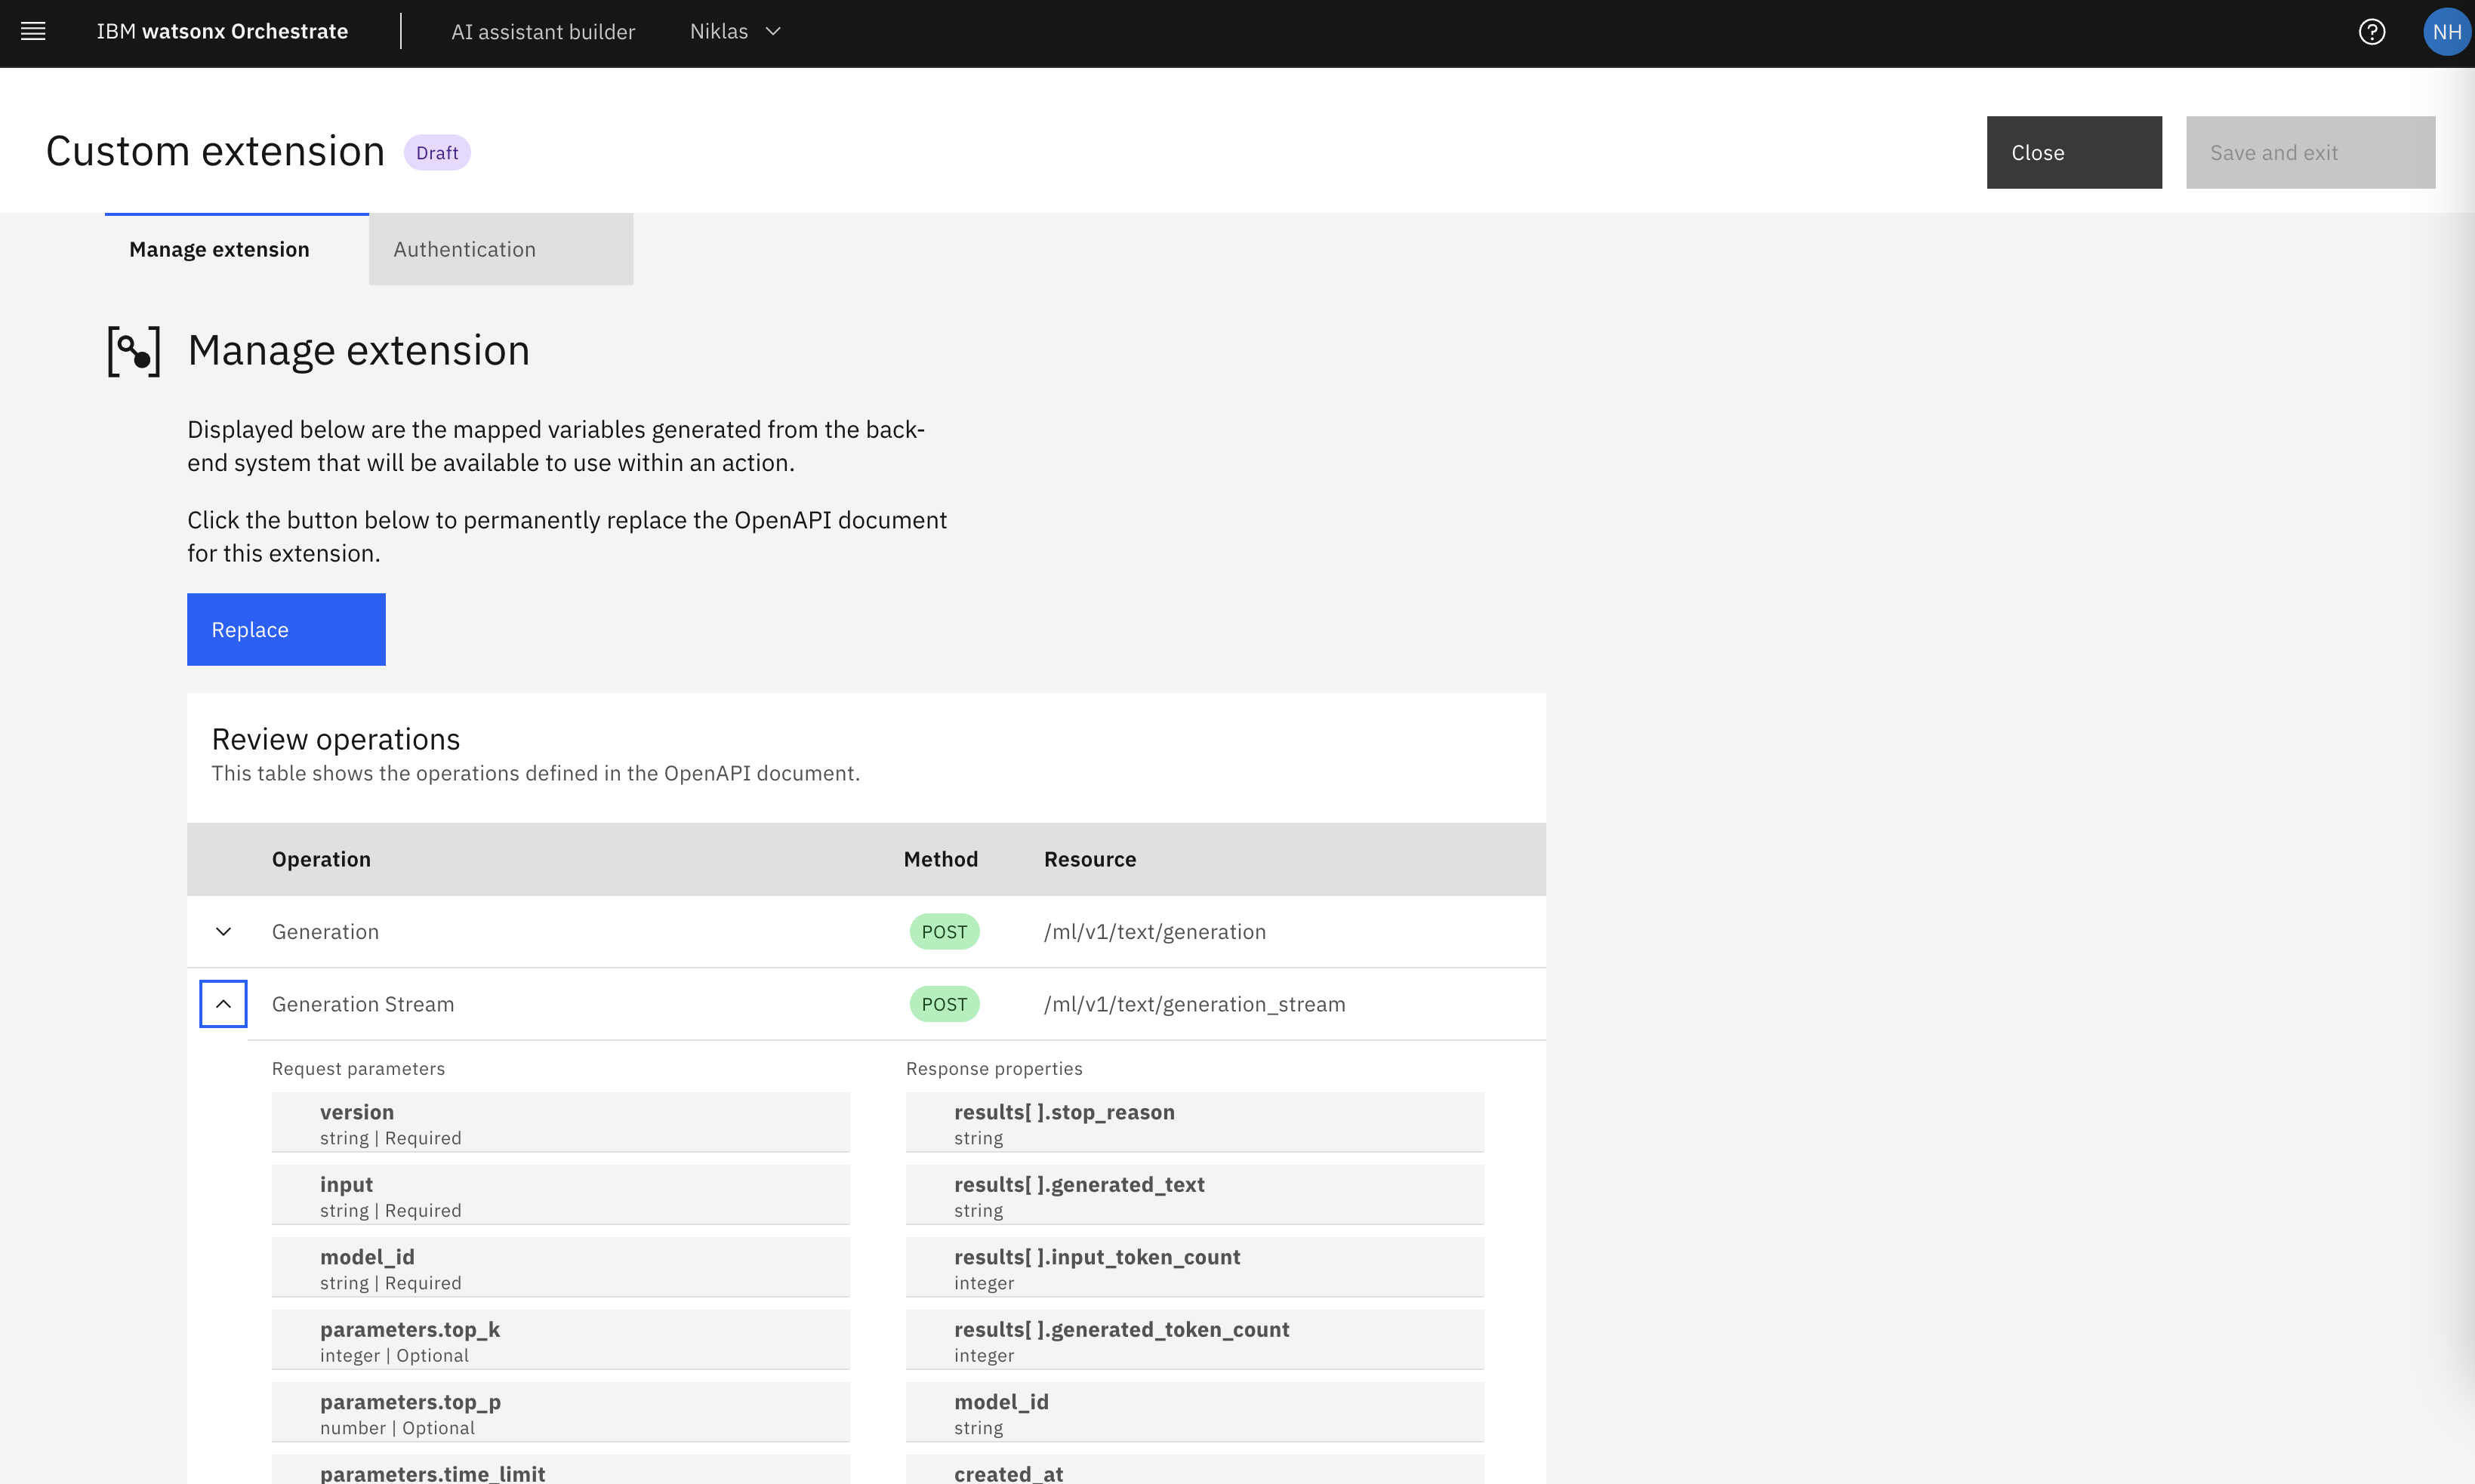 IBM watsonx Orchestrate
AI assistant builder
Niklas
NH
Custom extension
Draft
Close
Save and exit
Manage extension
Authentication
Manage extension
Displayed below are the mapped variables generated from the back-
end system that will be available to use within an action.
Click the button below to permanently replace the OpenAPI document
for this extension.
Replace
Review operations
This table shows the operations defined in the OpenAPI document.
Operation Method Resource
Generation POST /ml/v1/text/generation
Generation Stream POST /ml/v1/text/generation_stream
Request parameters
version
string | Required
input
string | Required
model_id
string | Required
parameters.top_k
integer | Optional
parameters.top_p
number | Optional
parameters.time_limit
Response properties
results[ ].stop_reason
string
results[ ].generated_text
string
results[ ].input_token_count
integer
results[ ].generated_token_count
integer
model_id
string
created_at